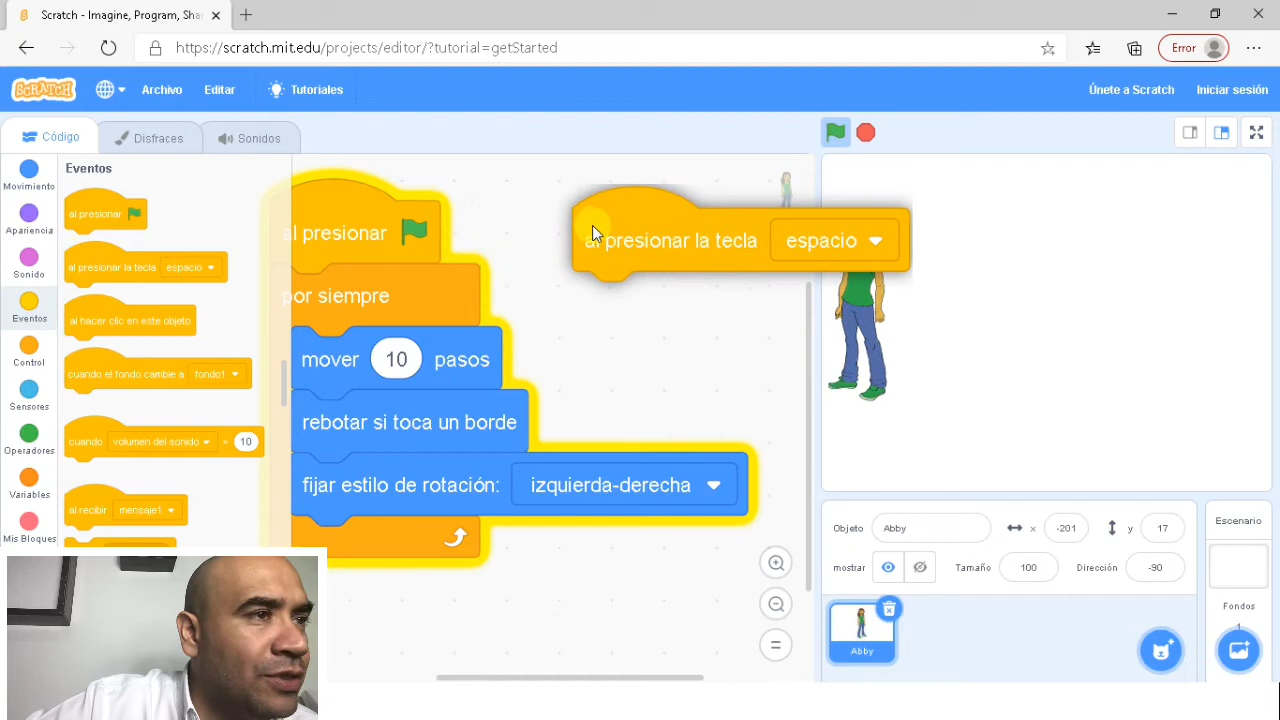 Scratch - Imagine, Program, Shar
https://scratch.mit.edu/projects/editor/?tutorial=getStarted
Error
SCRATCH
Archivo
Editar
Tutoriales
Únete a Scratch
Iniciar sesión
Código
Disfraces
Sonidos
Movimiento
Apariencia
Sonido
Eventos
Control
Sensores
Operadores
Variables
Mis Bloques
Eventos
al presionar
al presionar la tecla espacio
al hacer clic en este objeto
cuando el fondo cambie a fondo1
cuando volumen del sonido > 10
al recibir mensaje1
al presionar
por siempre
mover 10 pasos
rebotar si toca un borde
fijar estilo de rotación: izquierda-derecha
al presionar la tecla espacio
Objeto Abby x -201 y 17
mostrar Tamaño 100 Dirección -90
Abby
Escenario
Fondos
1